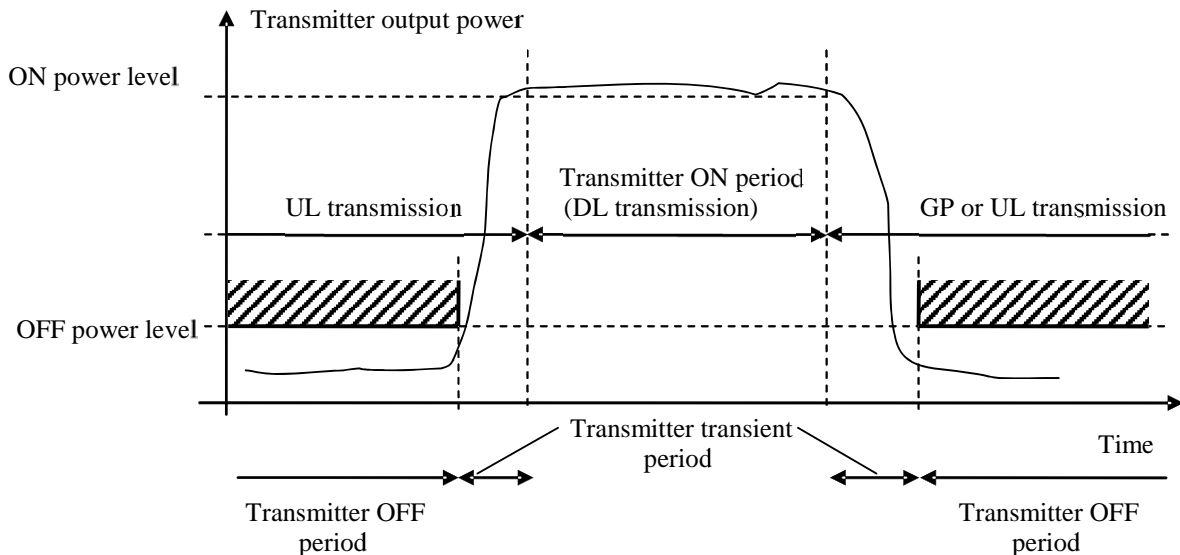 Transmitter output power
ON power level
Transmitter ON period
(DL transmission)
UL transmission
GP or UL transmission
OFF power level
Transmitter transient
period
Time
Transmitter OFF
period
Transmitter OFF
period